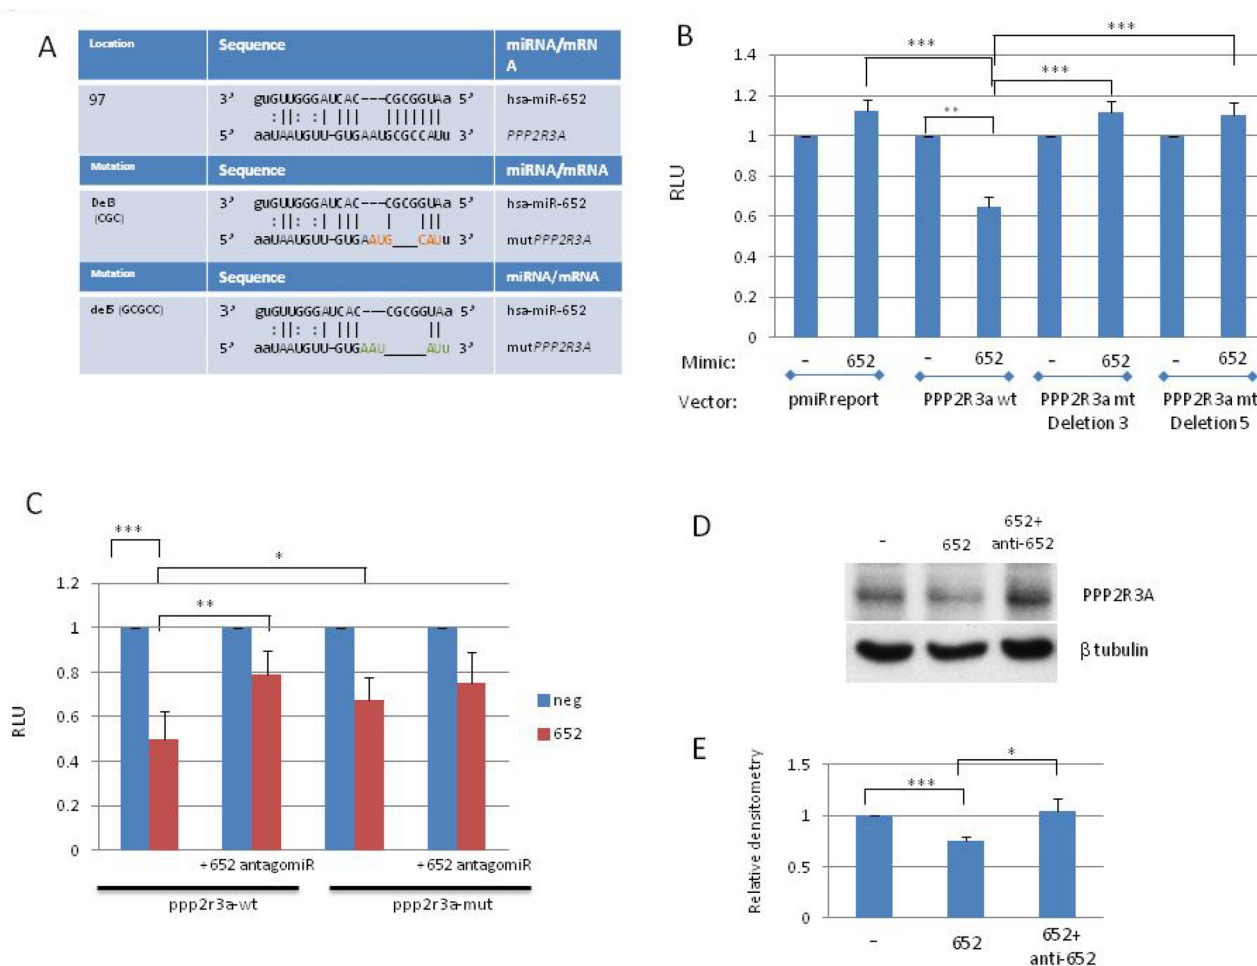 A
Location Sequence miRNA/mRN
A
97 3’ guGUUGGGAUCAC---CGCGGUAa 5’ hsa-miR-652
:||: :| ||| |||||||
5’ aaUAAUGUU-GUGAAUGCGCCAUu 3’ PPP2R3A
Mutation Sequence miRNA/mRNA
Del3
(CGC)
3’ guGUUGGGAUCAC---CGCGGUAa 5’ hsa-miR-652
:||: :| ||| | |||
5’ aaUAAUGUU-GUGAAUG___CAUu 3’ mutPPP2R3A
Mutation Sequence miRNA/mRNA
del5 (GCGCC) 3’ guGUUGGGAUCAC---CGCGGUAa 5’ hsa-miR-652
:||: :| ||| ||
5’ aaUAAUGUU-GUGAAU_____AUu 3’ mutPPP2R3A
B
***
***
***
**
1.4
1.2
1
0.8
0.6
0.4
0.2
0
RLU
Mimic: - 652 - 652 - 652 - 652
Vector: pmiRreport PPP2R3a wt PPP2R3a mt PPP2R3a mt
Deletion 3 Deletion 5
C
***
*
**
1.2
1
0.8
0.6
0.4
0.2
0
RLU
neg
652
+652 antagomiR +652 antagomiR
ppp2r3a-wt ppp2r3a-mut
D
- 652 652+
anti-652
PPP2R3A
β tubulin
E
***
*
1.5
1
0.5
0
Relative densitometry
- 652 652+
anti-652